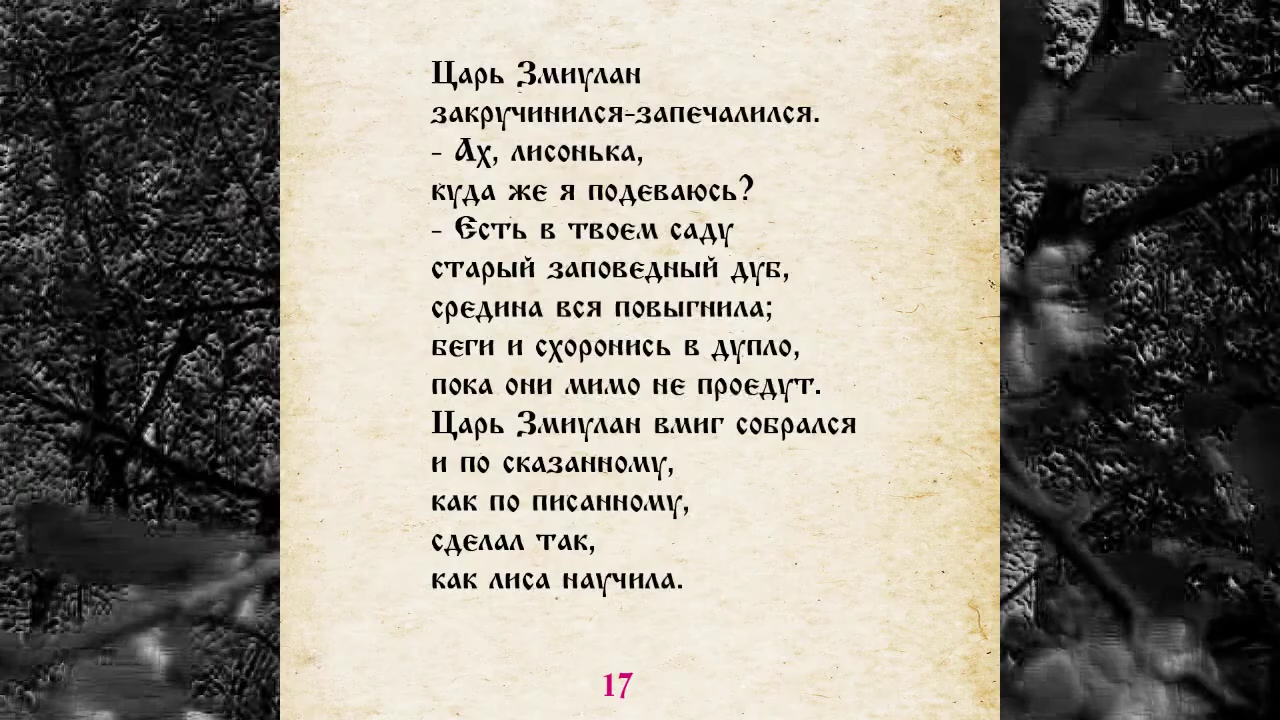 Царь Змиулан
закручинился-запечалился.
- Ах, лисонька,
куда же я подеваюсь?
- Есть в твоем саду
старый заповедный дуб,
средина вся повыгнила;
беги и схоронись в дупло,
пока они мимо не проедут.
Царь Змиулан вмиг собрался
и по сказанному,
как по писанному,
сделал так,
как лиса научила.
17